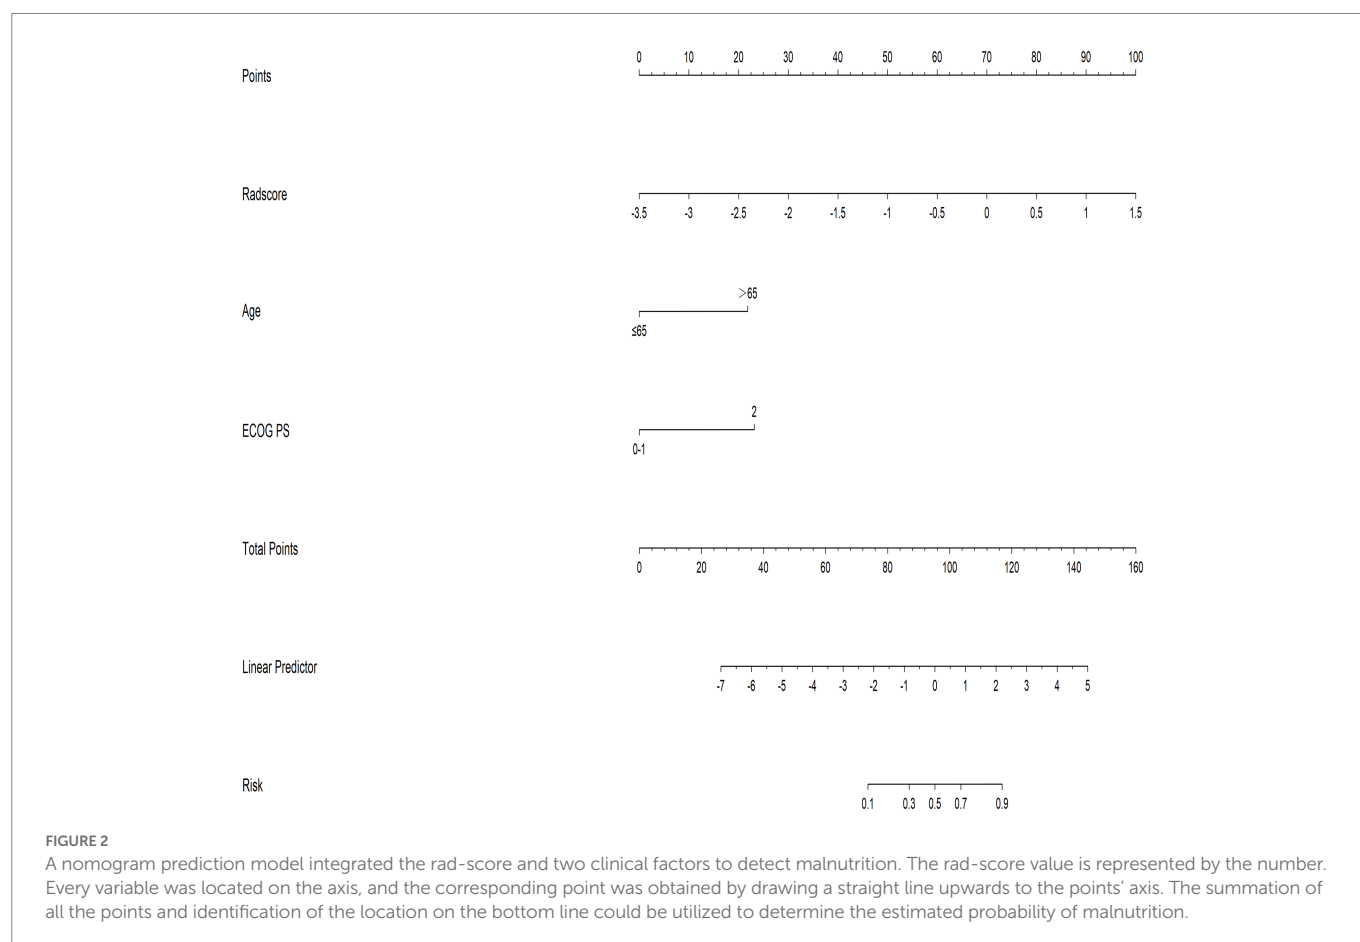 0 10 20 30 40 50 60 70 80 90 100
Points
Radscore
-3.5 -3 -2.5 -2 -1.5 -1 -0.5 0 0.5 1 1.5
>65
Age
≤65
2
ECOG PS
0-1
Total Points
0 20 40 60 80 100 120 140 160
Linear Predictor
-7 -6 -5 -4 -3 -2 -1 0 1 2 3 4 5
Risk
0.1 0.3 0.5 0.7 0.9
FIGURE 2
A nomogram prediction model integrated the rad-score and two clinical factors to detect malnutrition. The rad-score value is represented by the number.
Every variable was located on the axis, and the corresponding point was obtained by drawing a straight line upwards to the points' axis. The summation of
all the points and identification of the location on the bottom line could be utilized to determine the estimated probability of malnutrition.